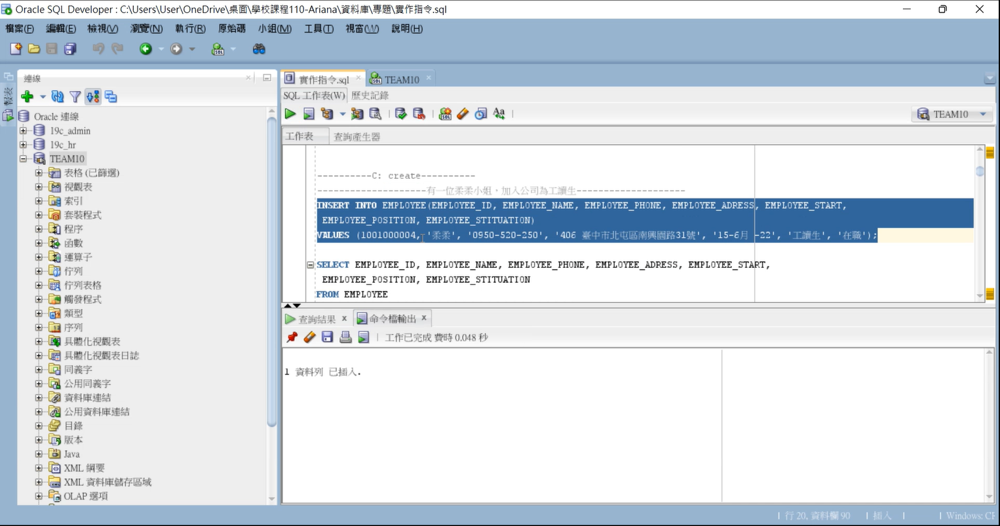 Oracle SQL Developer : C:\Users\User\OneDrive\桌面\學校課程110-Ariana\資料庫\專題\實作指令.sql
檔案(F) 編輯(E) 檢視(V) 瀏覽(N) 執行(R) 原始碼 小組(M) 工具(T) 視窗(W) 說明(H)
連線
報表
Oracle 連線
19c_admin
19c_hr
TEAM10
表格 (已篩選)
視觀表
索引
套裝程式
程序
函數
運算子
佇列
佇列表格
觸發程式
類型
序列
具體化視觀表
具體化視觀表日誌
同義字
公用同義字
資料庫連結
公用資料庫連結
目錄
版本
Java
XML 綱要
XML 資料庫儲存區域
OLAP 選項
實作指令.sql TEAM10
SQL 工作表(W) 歷史記錄
TEAM10
工作表 查詢產生器
----------C: create----------
--------------------有一位柔柔小姐，加入公司為工讀生--------------------
INSERT INTO EMPLOYEE(EMPLOYEE_ID, EMPLOYEE_NAME, EMPLOYEE_PHONE, EMPLOYEE_ADRESS, EMPLOYEE_START,
EMPLOYEE_POSITION, EMPLOYEE_STITUATION)
VALUES (1001000004, '柔柔', '0950-520-250', '406 臺中市北屯區南興園路31號', '15-6月 -22', '工讀生', '在職');
SELECT EMPLOYEE_ID, EMPLOYEE_NAME, EMPLOYEE_PHONE, EMPLOYEE_ADRESS, EMPLOYEE_START,
EMPLOYEE_POSITION, EMPLOYEE_STITUATION
FROM EMPLOYEE
查詢結果 x 命令檔輸出 x
工作已完成 費時 0.048 秒
1 資料列 已插入.
行 20, 資料欄 90 | 插入 | | Windows: CF